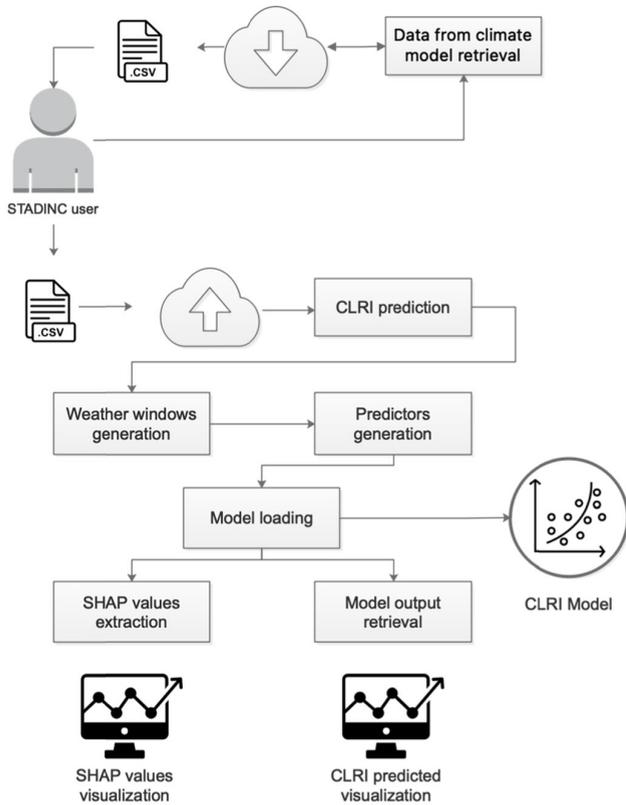 .CSV
Data from climate
model retrieval
STADINC user
.CSV
CLRI prediction
Weather windows
generation
Predictors
generation
Model loading
CLRI Model
SHAP values
extraction
Model output
retrieval
SHAP values
visualization
CLRI predicted
visualization